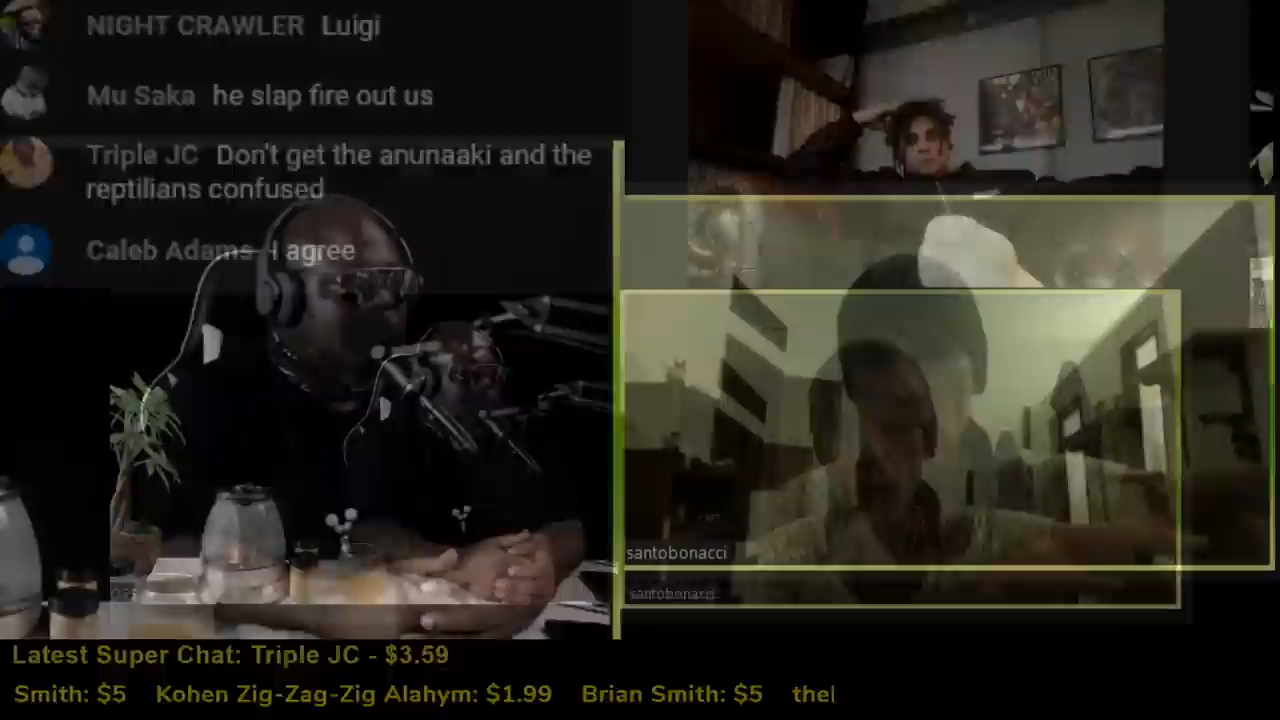 NIGHT CRAWLER Luigi
Mu Saka he slap fire out us
Triple JC Don't get the anunaaki and the
reptilians confused
Caleb Adams I agree
santobonacci
santobonacci
Latest Super Chat: Triple JC - $3.59
Smith: $5 Kohen Zig-Zag-Zig Alahym: $1.99 Brian Smith: $5 thel